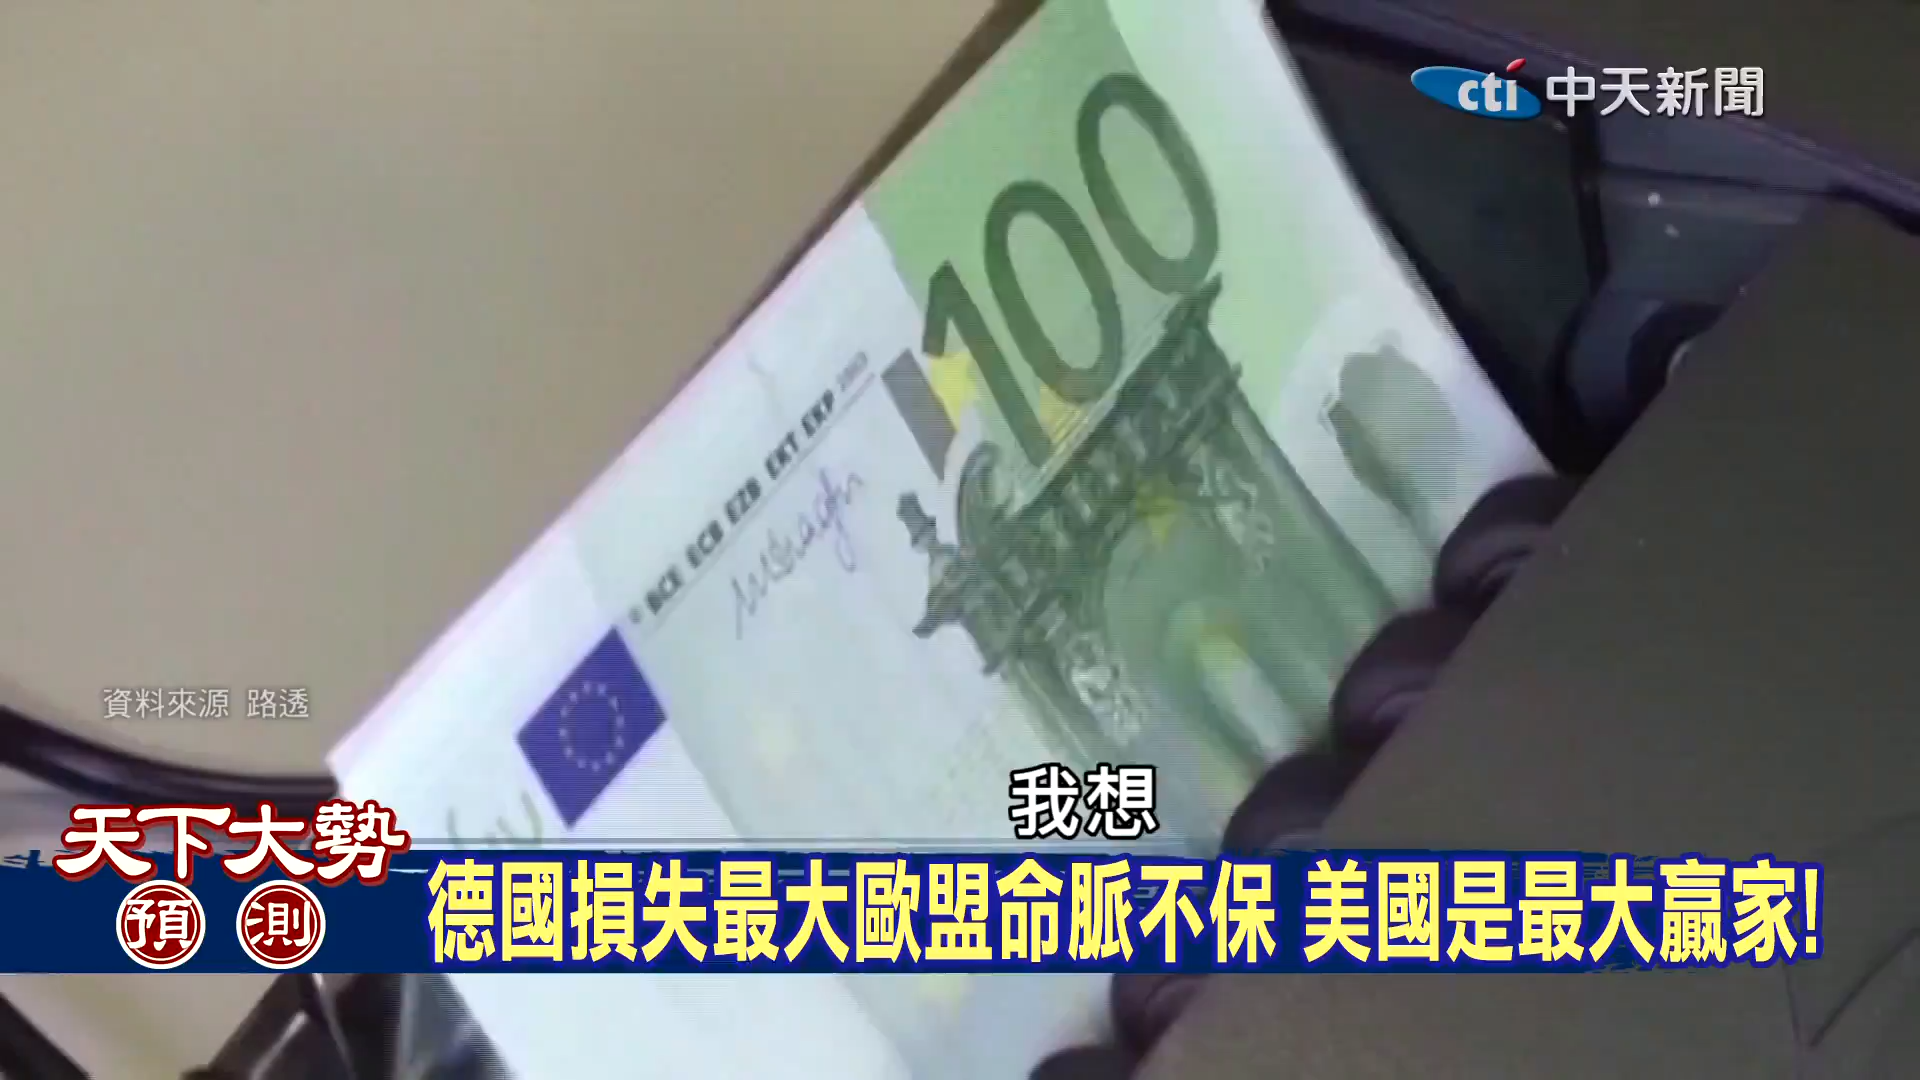 cti 中天新聞
100
© BCE ECB EZB EKT EKP 2002
資料來源 路透
我想
天下大勢
預測
德國損失最大歐盟命脈不保 美國是最大贏家!